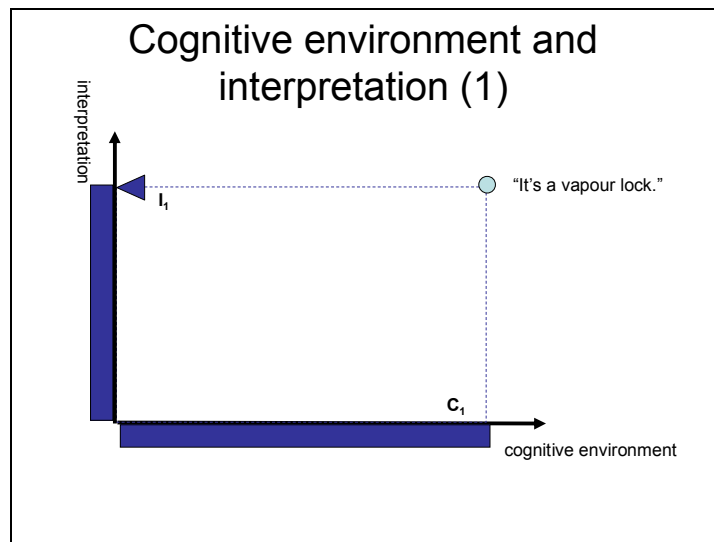 Cognitive environment and
interpretation (1)
interpretation
I₁
“It's a vapour lock.”
C₁
cognitive environment